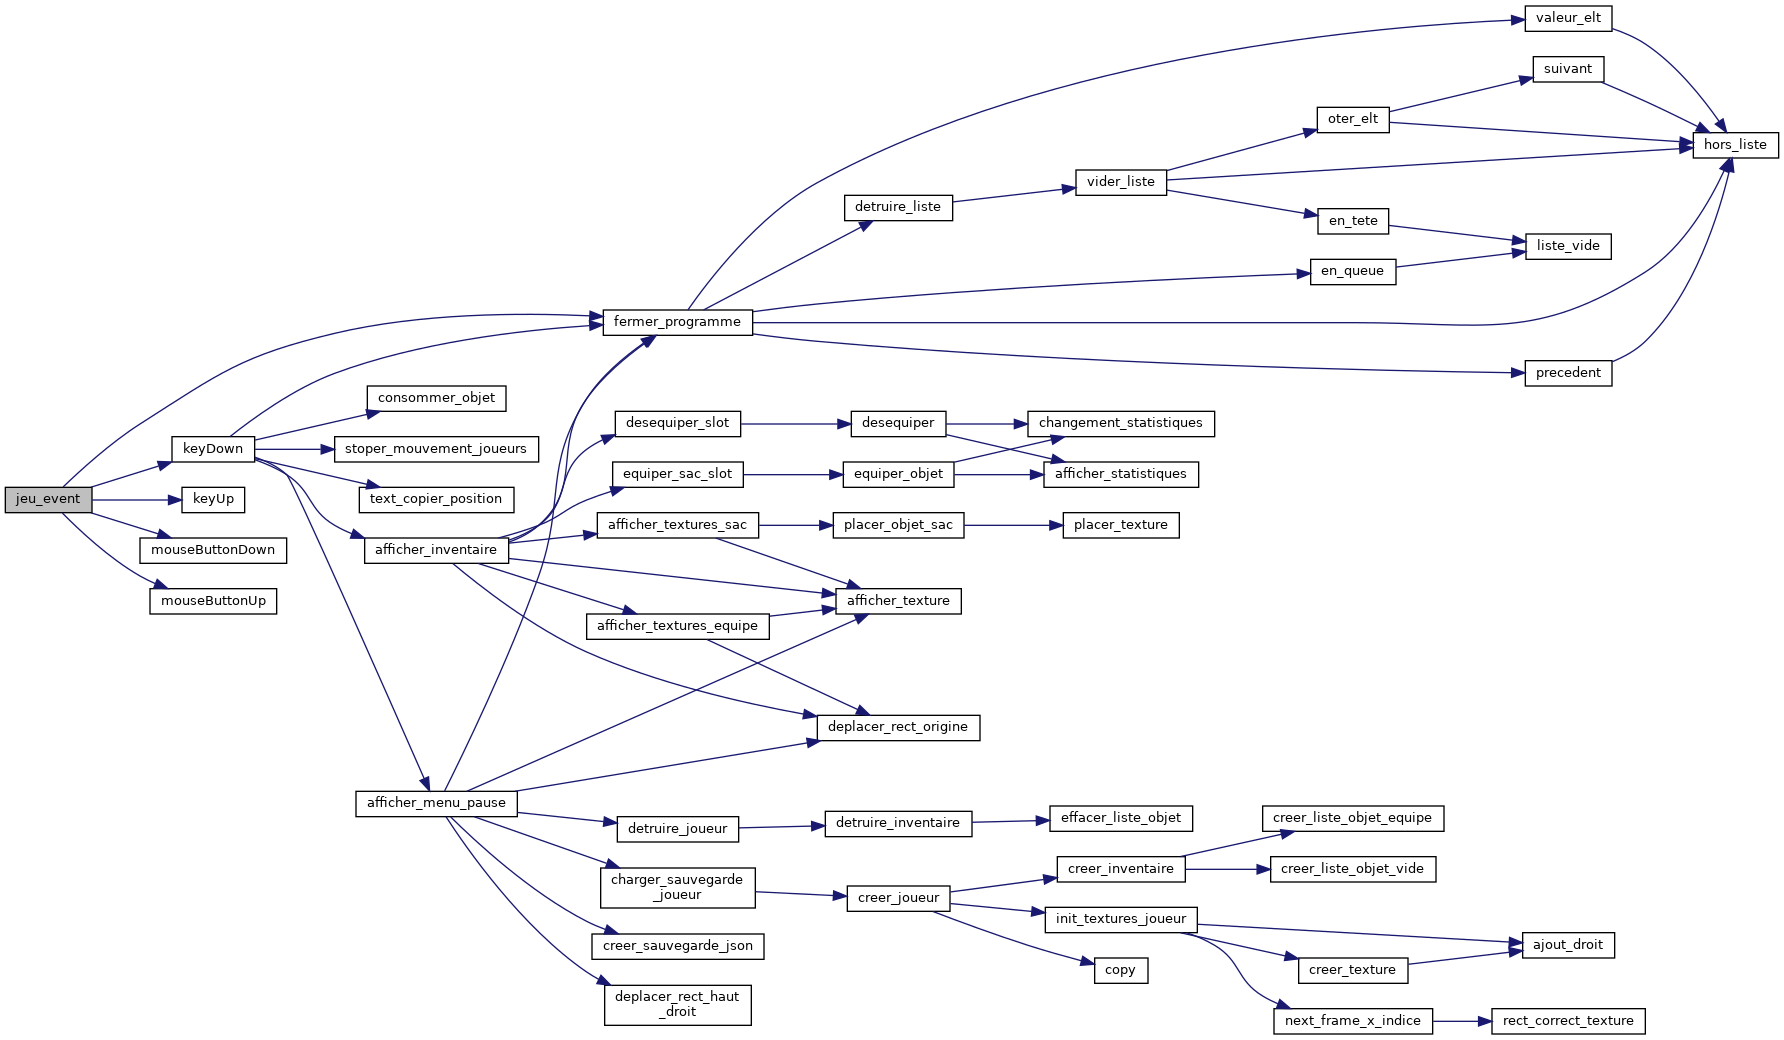 valeur_elt
suivant
oter_elt
hors_liste
vider_liste
detruire_liste
en_tete
liste_vide
en_queue
fermer_programme
precedent
consommer_objet
desequiper_slot
desequiper
changement_statistiques
keyDown
stoper_mouvement_joueurs
equiper_sac_slot
equiper_objet
afficher_statistiques
jeu_event
keyUp
text_copier_position
afficher_textures_sac
placer_objet_sac
placer_texture
mouseButtonDown
afficher_inventaire
mouseButtonUp
afficher_texture
afficher_textures_equipe
deplacer_rect_origine
afficher_menu_pause
detruire_joueur
detruire_inventaire
effacer_liste_objet
creer_liste_objet_equipe
creer_inventaire
creer_liste_objet_vide
charger_sauvegarde
_joueur
creer_joueur
init_textures_joueur
creer_sauvegarde_json
ajout_droit
copy
creer_texture
deplacer_rect_haut
_droit
next_frame_x_indice
rect_correct_texture